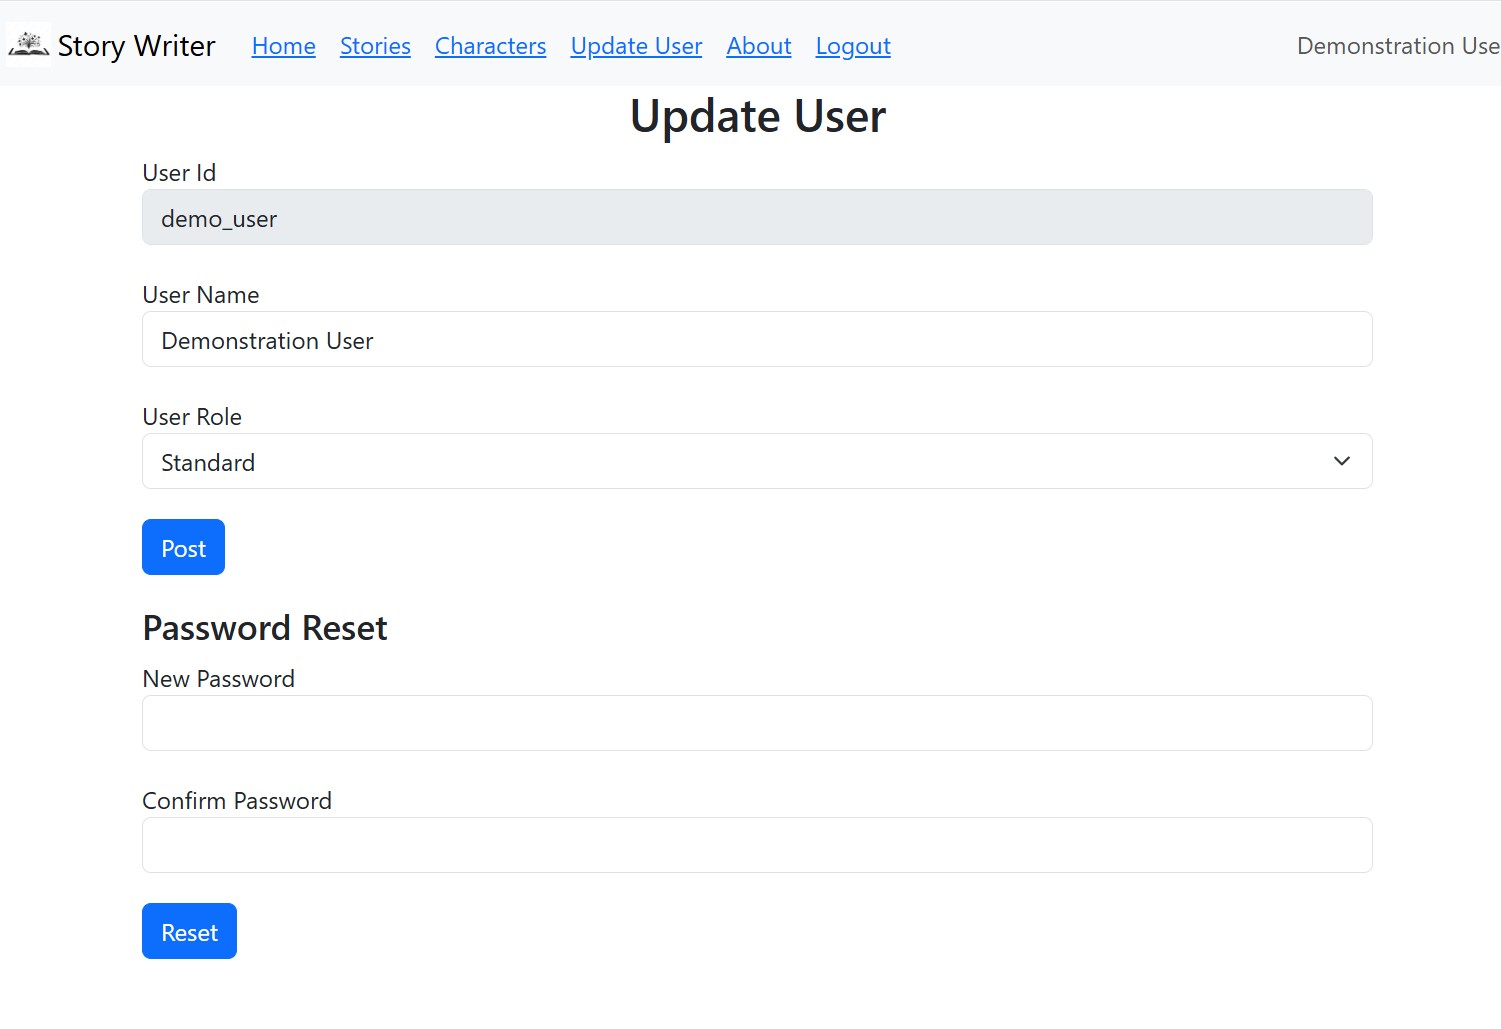 Story Writer Home Stories Characters Update User About Logout Demonstration Use
Update User
User Id
demo_user
User Name
Demonstration User
User Role
Standard
Post
Password Reset
New Password
Confirm Password
Reset